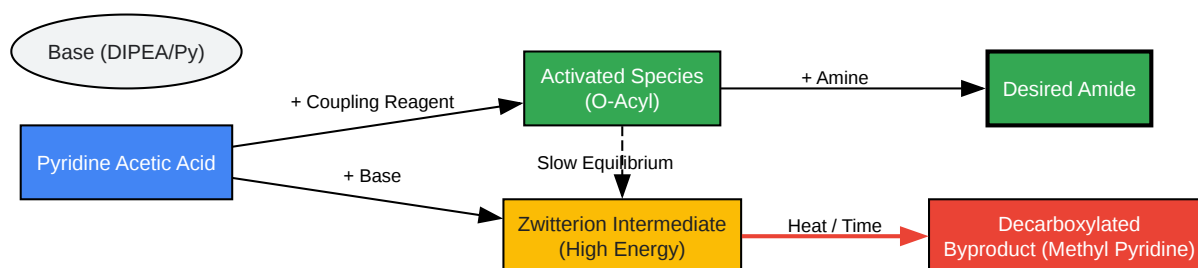 Base (DIPEA/Py)
Activated Species
(O-Acyl)
+ Amine
Desired Amide
+ Coupling Reagent
Pyridine Acetic Acid
Slow Equilibrium
+ Base
Zwitterion Intermediate
(High Energy)
Heat / Time
Decarboxylated
Byproduct (Methyl Pyridine)